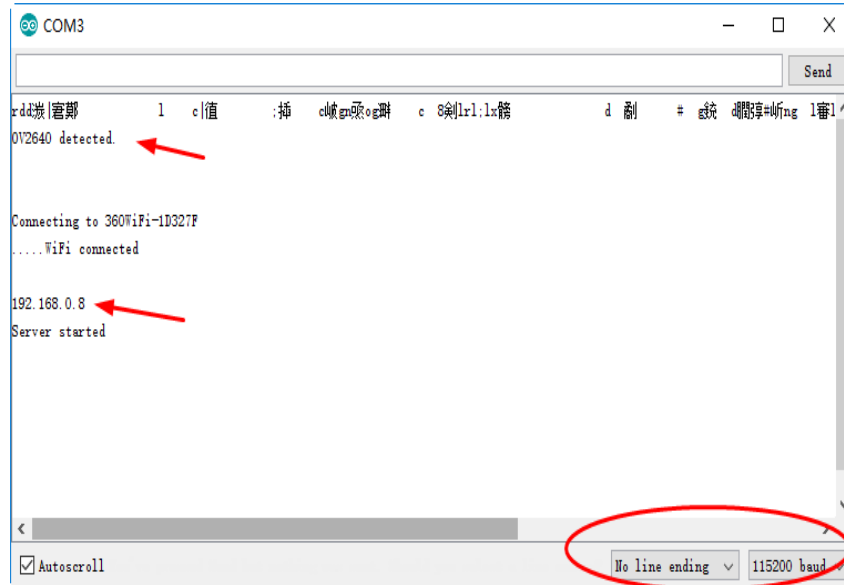 COM3
Send
OV2640 detected.
Connecting to 360WiFi-1D327F
.....WiFi connected
192.168.0.8
Server started
Autoscroll
No line ending
115200 baud